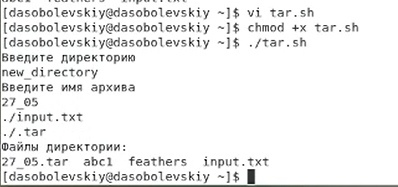 abc1 feathers input.txt
[dasobolevskiy@dasobolevskiy ~]$ vi tar.sh
[dasobolevskiy@dasobolevskiy ~]$ chmod +x tar.sh
[dasobolevskiy@dasobolevskiy ~]$ ./tar.sh
Введите директорию
new_directory
Введите имя архива
27_05
./input.txt
./.tar
Файлы директории:
27_05.tar abc1 feathers input.txt
[dasobolevskiy@dasobolevskiy ~]$